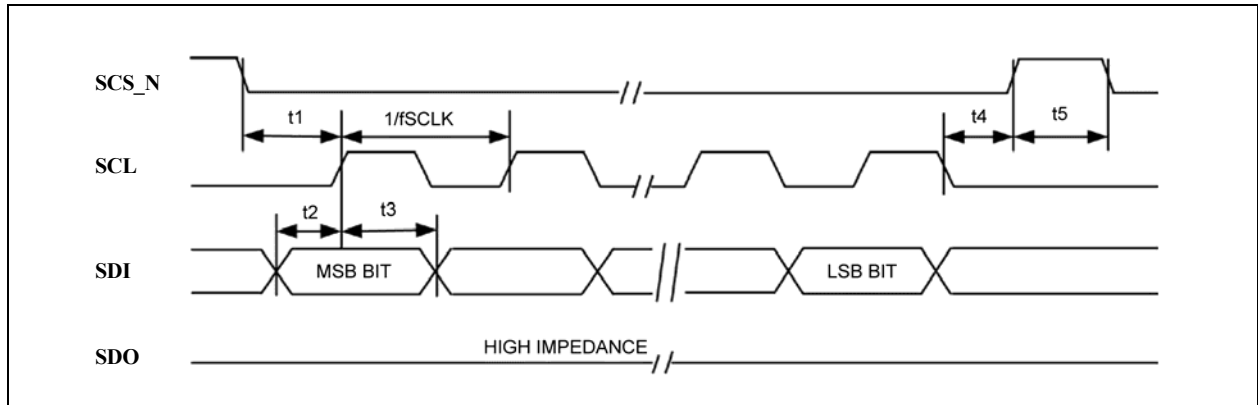 SCS_N
t1
1/fSCLK
t4
t5
SCL
t2
t3
SDI
MSB BIT
LSB BIT
SDO
HIGH IMPEDANCE